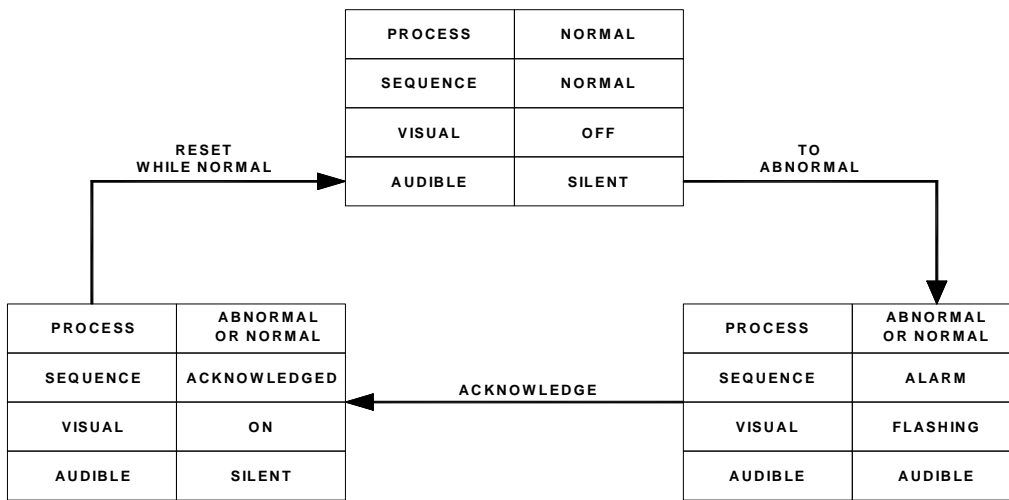 PROCESS NORMAL
SEQUENCE NORMAL
VISUAL OFF
AUDIBLE SILENT
RESET
WHILE NORMAL
TO
ABNORMAL
PROCESS ABNORMAL
OR NORMAL
SEQUENCE ACKNOWLEDGED
VISUAL ON
AUDIBLE SILENT
ACKNOWLEDGE
PROCESS ABNORMAL
OR NORMAL
SEQUENCE ALARM
VISUAL FLASHING
AUDIBLE AUDIBLE